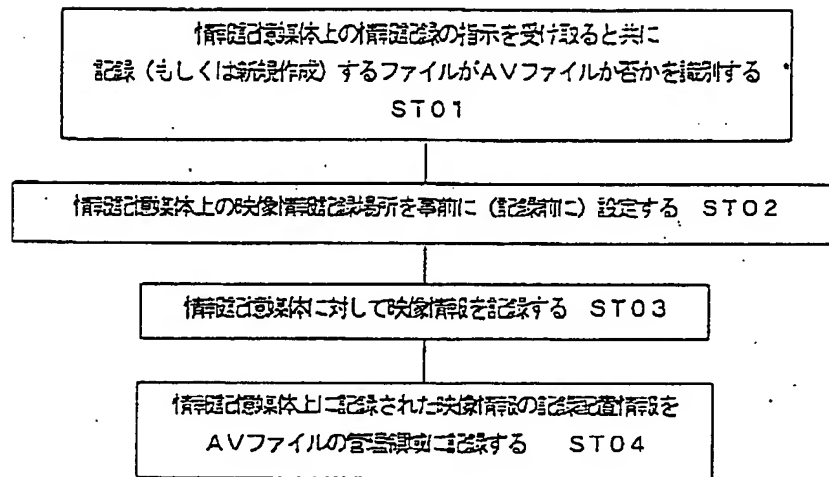 情報記憶媒体上の情報記録の指示を受け取ると共に
記録（もしくは新規作成）するファイルがAVファイルか否かを識別する
ST01
情報記憶媒体上の映像情報記録場所を事前に（記録前に）設定する ST02
情報記憶媒体に対して映像情報を記録する ST03
情報記憶媒体上に記録された映像情報の記録配置情報を
AVファイルの管理領域に記録する ST04